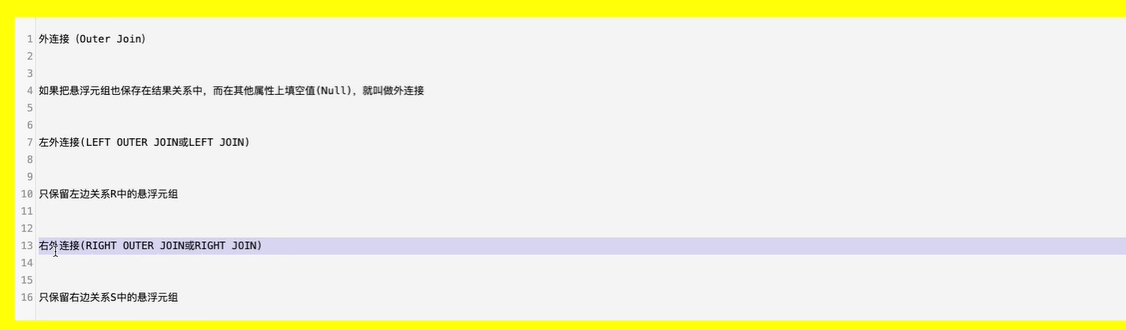 1 外连接（Outer Join）
2
3
4 如果把悬浮元组也保存在结果关系中，而在其他属性上填空值(Null)，就叫做外连接
5
6
7 左外连接(LEFT OUTER JOIN或LEFT JOIN)
8
9
10 只保留左边关系R中的悬浮元组
11
12
13 右外连接(RIGHT OUTER JOIN或RIGHT JOIN)
14
15
16 只保留右边关系S中的悬浮元组